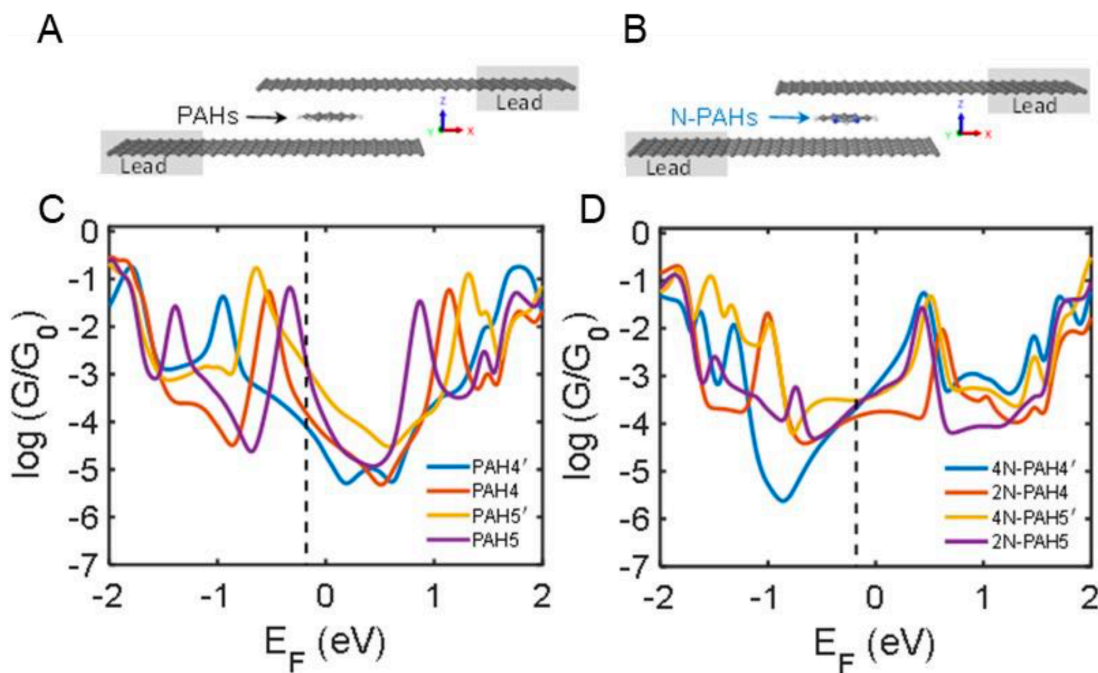 A
B
PAHs
Lead
Lead
Z
Y
X
N-PAHs
Lead
Lead
Z
Y
X
C
D
log (G/G0)
0
-1
-2
-3
-4
-5
-6
-7
PAH4′
PAH4
PAH5′
PAH5
-2
-1
0
1
2
EF (eV)
log (G/G0)
0
-1
-2
-3
-4
-5
-6
-7
4N-PAH4′
2N-PAH4
4N-PAH5′
2N-PAH5
-2
-1
0
1
2
EF (eV)